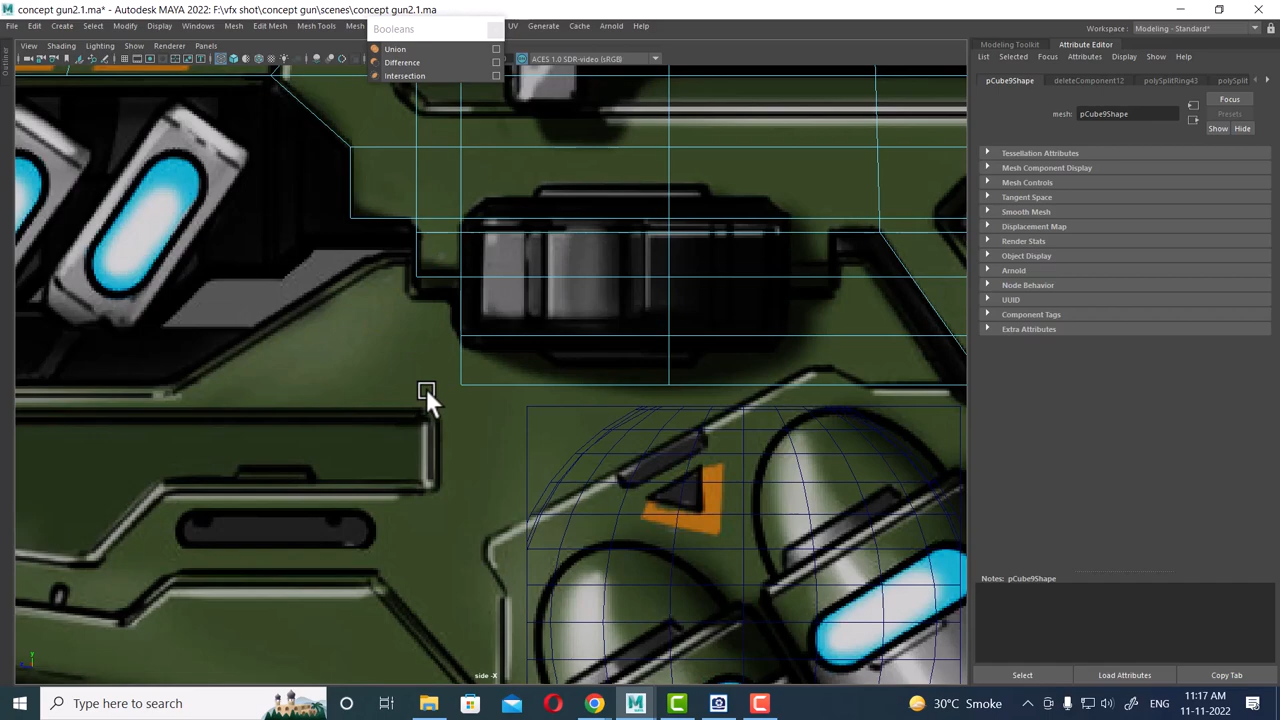 concept gun2.1.ma* - Autodesk MAYA 2022: F:\vfx shot\concept gun\scenes\concept gun2.1.ma
File Edit Create Select Modify Display Windows Mesh Edit Mesh Mesh Tools Mesh UV Generate Cache Arnold Help
Workspace: Modeling - Standard*
Booleans
Union
Difference
Intersection
View Shading Lighting Show Renderer Panels
ACES 1.0 SDR-video (sRGB)
Outliner
side -X
y
Modeling Toolkit Attribute Editor
List Selected Focus Attributes Display Show Help
pCube9Shape deleteComponent12 polySplitRing43 polySplit
mesh: pCube9Shape
Focus
Presets
Show Hide
Tessellation Attributes
Mesh Component Display
Mesh Controls
Tangent Space
Smooth Mesh
Displacement Map
Render Stats
Object Display
Arnold
Node Behavior
UUID
Component Tags
Extra Attributes
Notes: pCube9Shape
Select Load Attributes Copy Tab
Type here to search
30°C Smoke
ENG
11:17 AM
11-11-2022